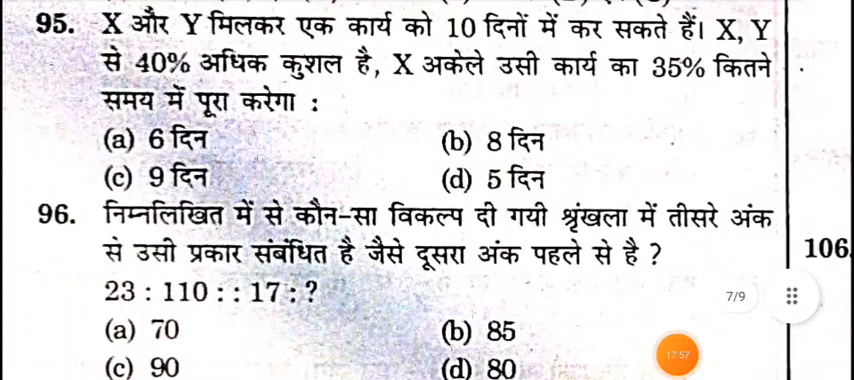 95. X और Y मिलकर एक कार्य को 10 दिनों में कर सकते हैं। X, Y
से 40% अधिक कुशल है, X अकेले उसी कार्य का 35% कितने
समय में पूरा करेगा :
(a) 6 दिन (b) 8 दिन
(c) 9 दिन (d) 5 दिन
96. निम्नलिखित में से कौन-सा विकल्प दी गयी श्रृंखला में तीसरे अंक
से उसी प्रकार संबंधित है जैसे दूसरा अंक पहले से है ?
106.
23 : 110 : : 17 : ?
7/9
(a) 70 (b) 85
17:57
(c) 90 (d) 80